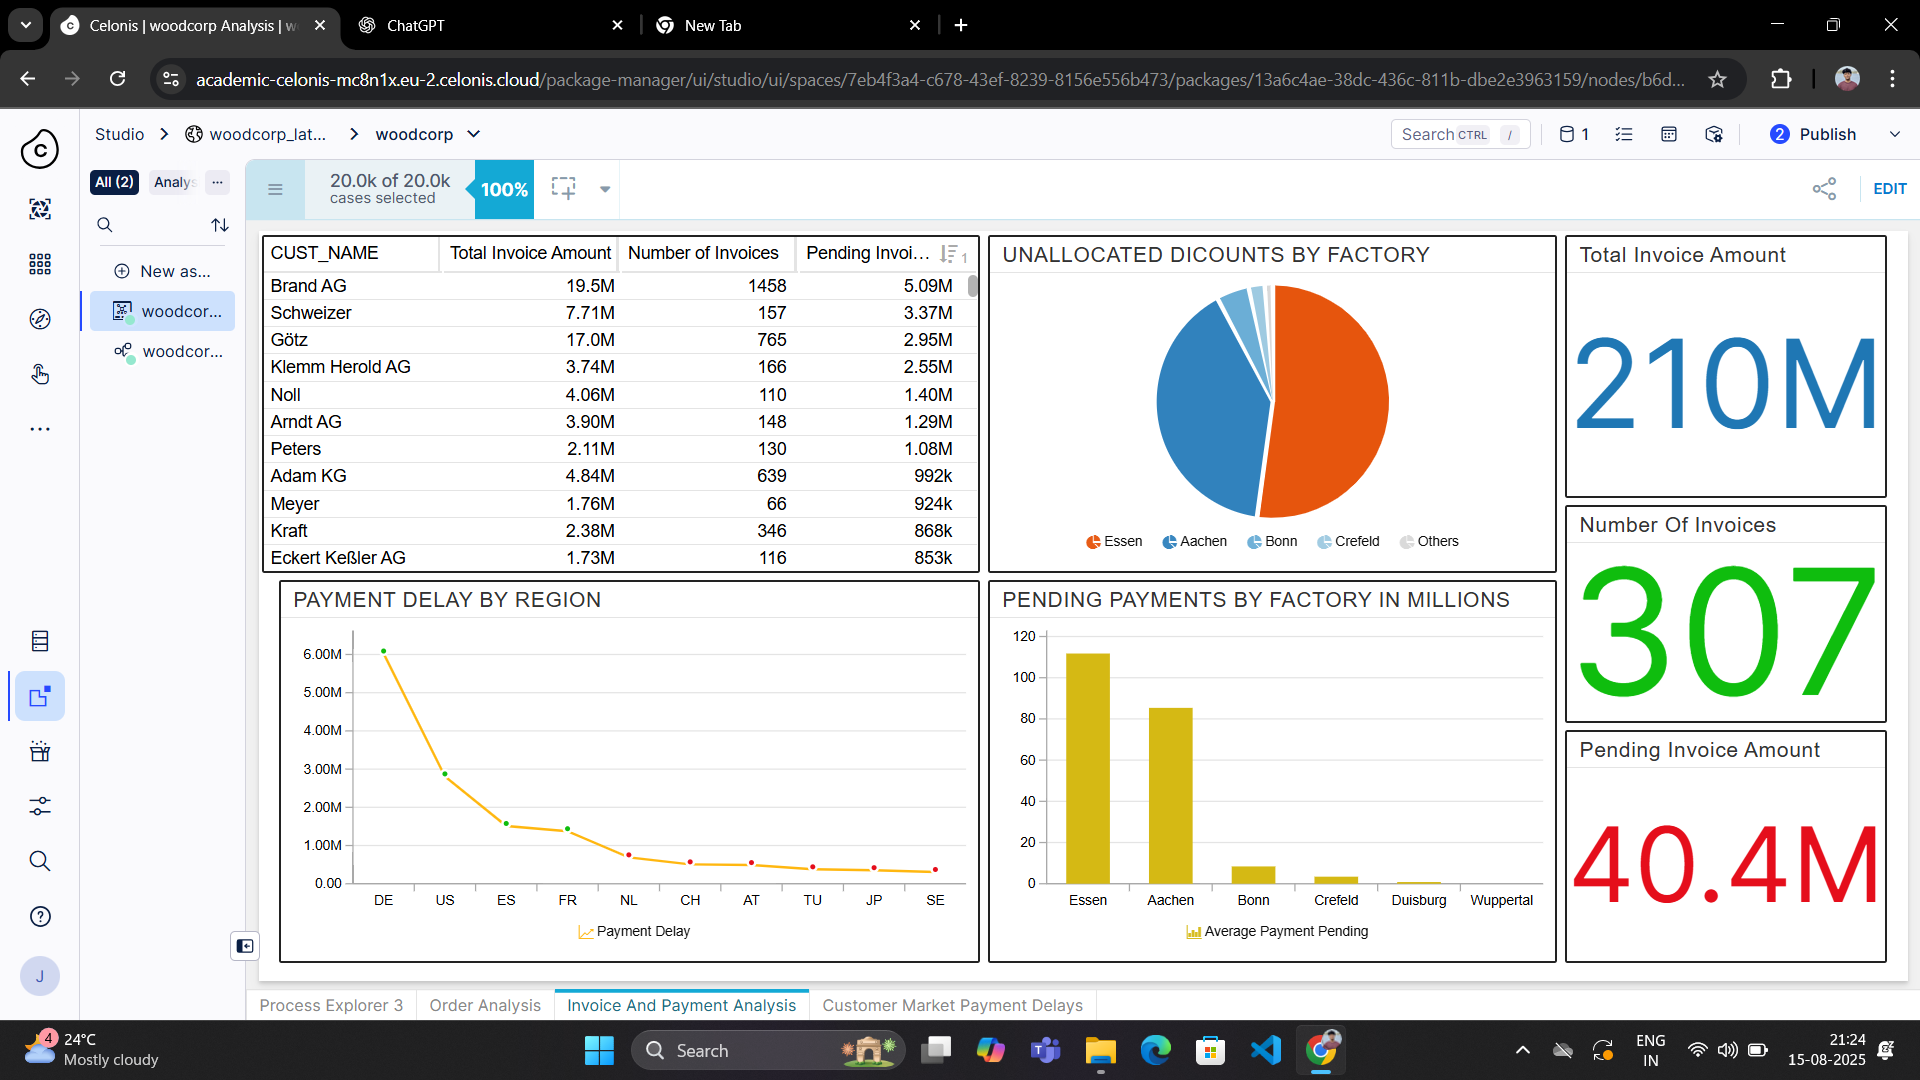 Celonis | woodcorp Analysis | w
ChatGPT
New Tab
academic-celonis-mc8n1x.eu-2.celonis.cloud/package-manager/ui/studio/ui/spaces/7eb4f3a4-c678-43ef-8239-8156e556b473/packages/13a6c4ae-38dc-436c-811b-dbe2e3963159/nodes/b6d...
Studio > woodcorp_lat... > woodcorp
Search CTRL /
1
2 Publish
All (2)
Analys
...
New as...
woodcor...
woodcor...
20.0k of 20.0k
cases selected
100%
EDIT
CUST_NAME Total Invoice Amount Number of Invoices Pending Invoi... 1
Brand AG 19.5M 1458 5.09M
Schweizer 7.71M 157 3.37M
Götz 17.0M 765 2.95M
Klemm Herold AG 3.74M 166 2.55M
Noll 4.06M 110 1.40M
Arndt AG 3.90M 148 1.29M
Peters 2.11M 130 1.08M
Adam KG 4.84M 639 992k
Meyer 1.76M 66 924k
Kraft 2.38M 346 868k
Eckert Keßler AG 1.73M 116 853k
UNALLOCATED DICOUNTS BY FACTORY
Essen Aachen Bonn Crefeld Others
Total Invoice Amount
210M
Number Of Invoices
307
Pending Invoice Amount
40.4M
PAYMENT DELAY BY REGION
6.00M
5.00M
4.00M
3.00M
2.00M
1.00M
0.00
DE US ES FR NL CH AT TU JP SE
Payment Delay
PENDING PAYMENTS BY FACTORY IN MILLIONS
120
100
80
60
40
20
0
Essen Aachen Bonn Crefeld Duisburg Wuppertal
Average Payment Pending
J
Process Explorer 3 Order Analysis Invoice And Payment Analysis Customer Market Payment Delays
4
24°C
Mostly cloudy
Search
ENG
IN
21:24
15-08-2025